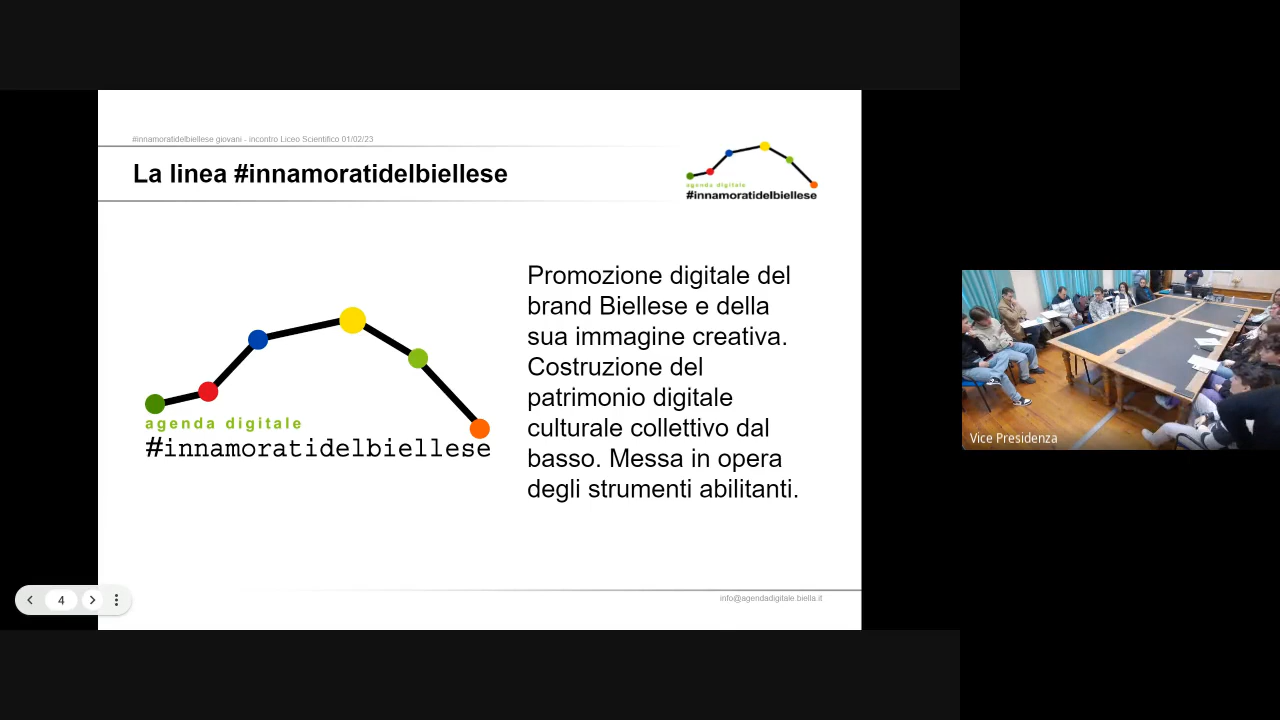 #innamoratidelbiellese giovani - incontro Liceo Scientifico 01/02/23
La linea #innamoratidelbiellese
agenda digitale
#innamoratidelbiellese
agenda digitale
#innamoratidelbiellese
Promozione digitale del
brand Biellese e della
sua immagine creativa.
Costruzione del
patrimonio digitale
culturale collettivo dal
basso. Messa in opera
degli strumenti abilitanti.
Vice Presidenza
4
info@agendadigitale.biella.it